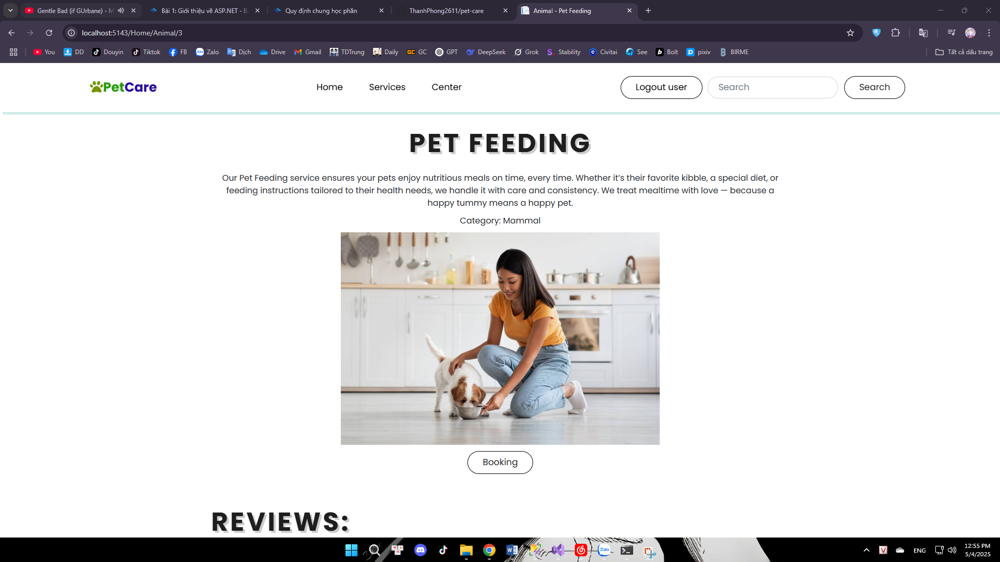 Gentle Bad (if GUrbane) - M
Bài 1: Giới thiệu về ASP.NET - B
Quy định chung học phần
ThanhPhong2611/pet-care
Animal - Pet Feeding
localhost:5143/Home/Animal/3
You
DD
Douyin
Tiktok
FB
Zalo
Dịch
Drive
Gmail
TDTrung
Daily
GC
GPT
DeepSeek
Grok
Stability
Civitai
See
Bolt
pixiv
BIRME
Tất cả dấu trang
PetCare
Home
Services
Center
Logout user
Search
Search
PET FEEDING
Our Pet Feeding service ensures your pets enjoy nutritious meals on time, every time. Whether it’s their favorite kibble, a special diet, or
feeding instructions tailored to their health needs, we handle it with care and consistency. We treat mealtime with love — because a
happy tummy means a happy pet.
Category: Mammal
Booking
REVIEWS:
ENG
12:55 PM
5/4/2025